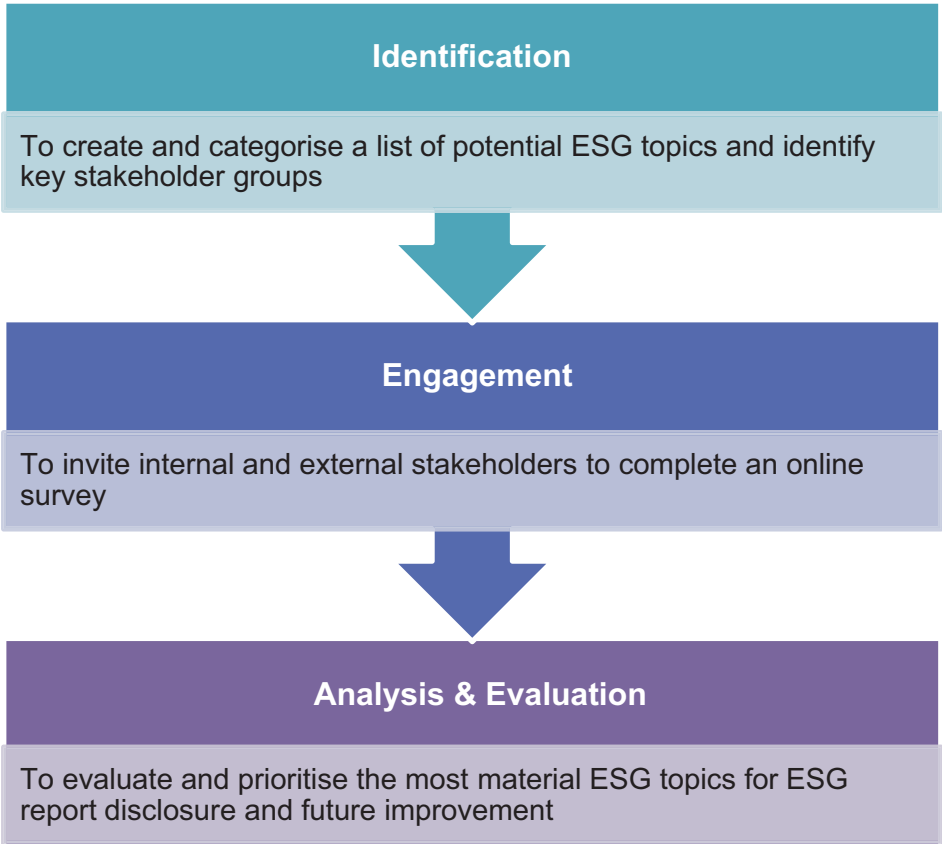 Identification
To create and categorise a list of potential ESG topics and identify
key stakeholder groups
Engagement
To invite internal and external stakeholders to complete an online
survey
Analysis & Evaluation
To evaluate and prioritise the most material ESG topics for ESG
report disclosure and future improvement